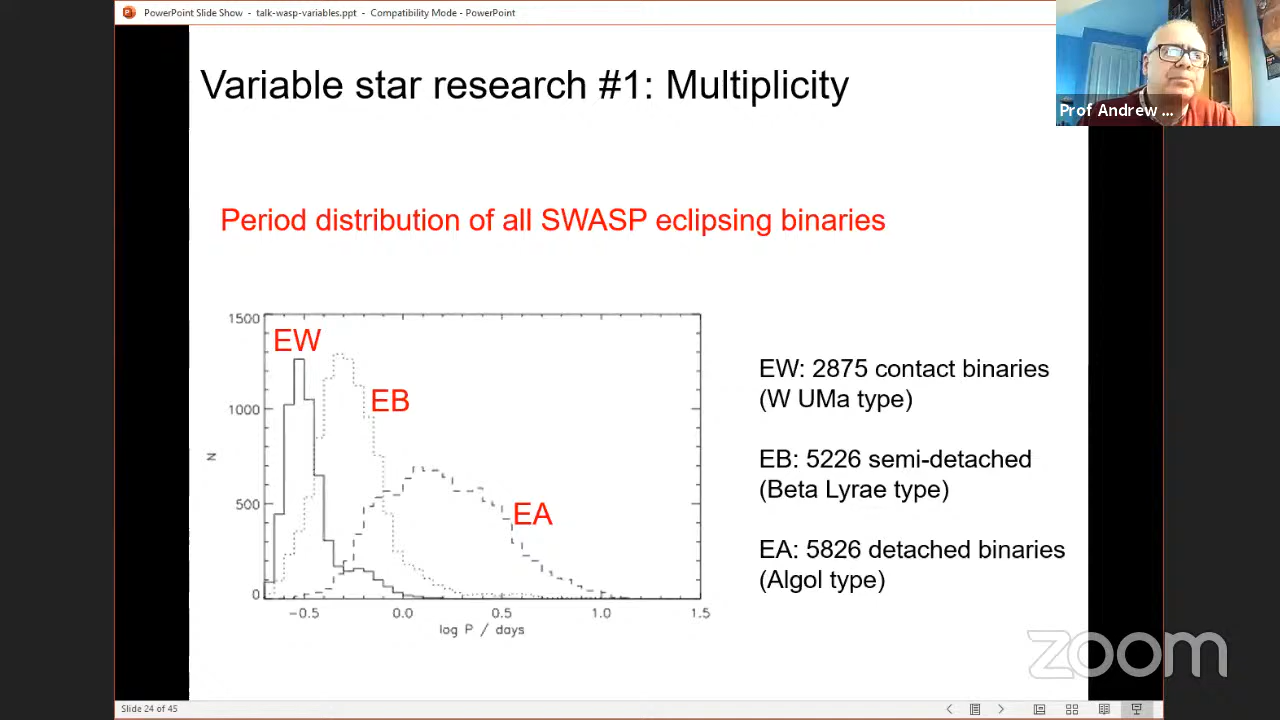 PowerPoint Slide Show - talk-wasp-variables.ppt - Compatibility Mode - PowerPoint
Prof Andrew ...
Variable star research #1: Multiplicity
Period distribution of all SWASP eclipsing binaries
1500
1000
500
0
N
EW
EB
EA
−0.5 0.0 0.5 1.0 1.5
log P / days
EW: 2875 contact binaries
(W UMa type)
EB: 5226 semi-detached
(Beta Lyrae type)
EA: 5826 detached binaries
(Algol type)
zoom
Slide 24 of 45